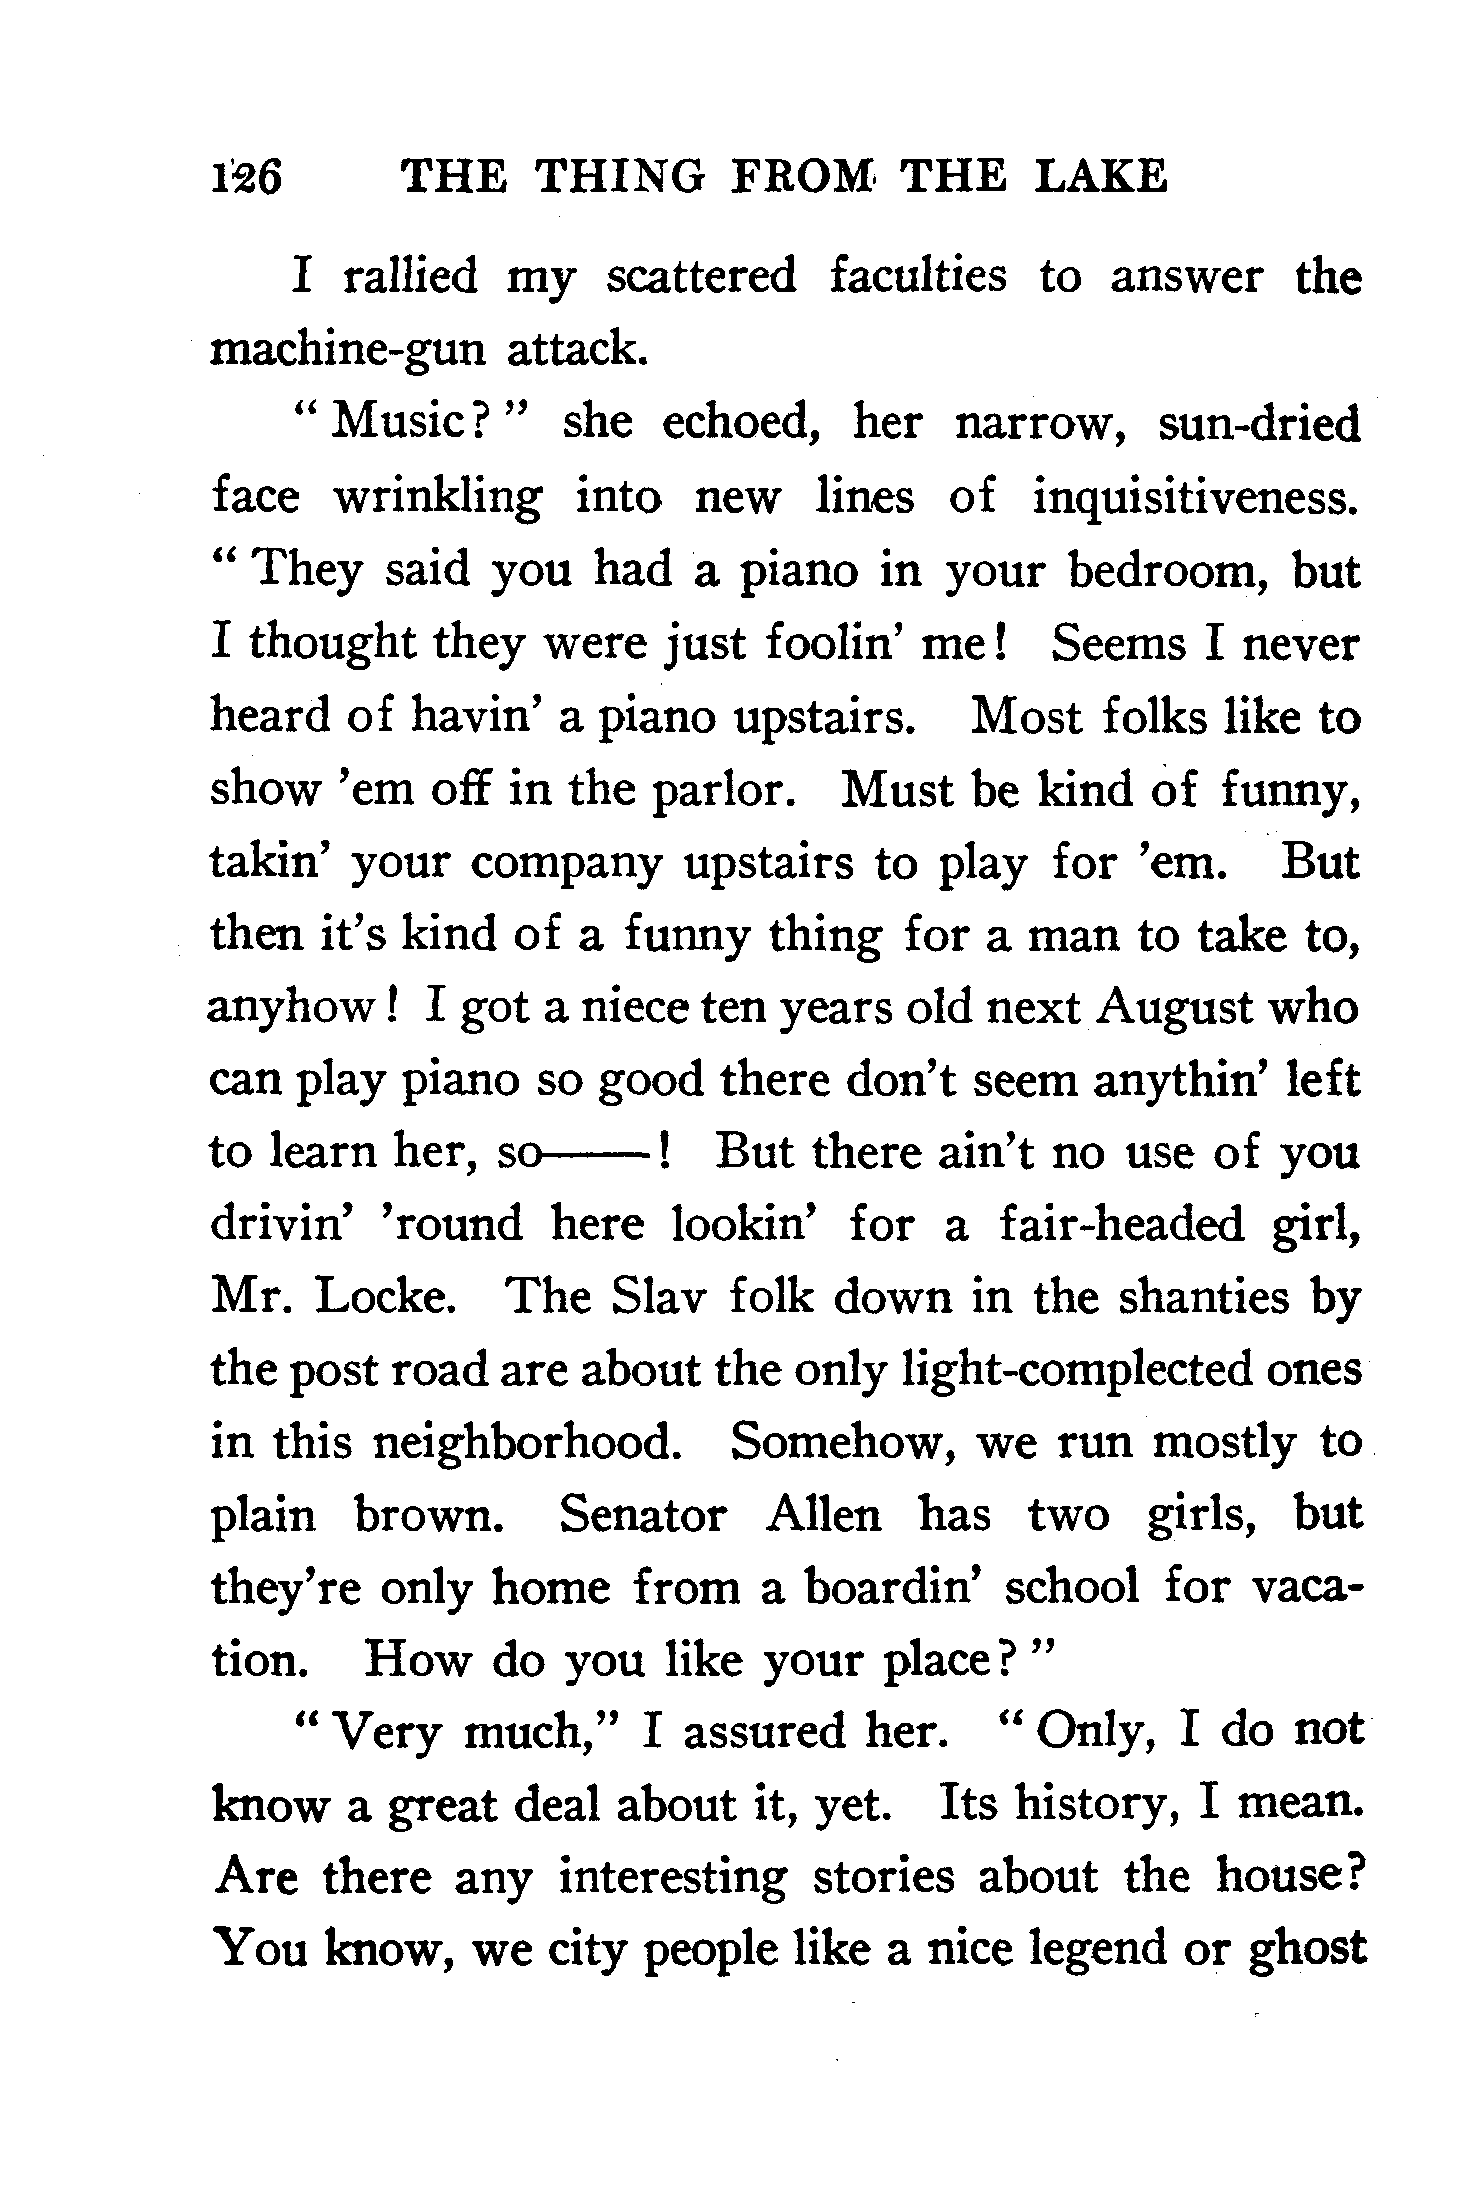 126 THE THING FROM THE LAKE
I rallied my scattered faculties to answer the
machine-gun attack.
“ Music? ” she echoed, her narrow, sun-dried
face wrinkling into new lines of inquisitiveness.
“ They said you had a piano in your bedroom, but
I thought they were just foolin’ me! Seems I never
heard of havin’ a piano upstairs. Most folks like to
show ’em off in the parlor. Must be kind of funny,
takin’ your company upstairs to play for ’em. But
then it’s kind of a funny thing for a man to take to,
anyhow! I got a niece ten years old next August who
can play piano so good there don’t seem anythin’ left
to learn her, so——! But there ain’t no use of you
drivin’ ’round here lookin’ for a fair-headed girl,
Mr. Locke. The Slav folk down in the shanties by
the post road are about the only light-complected ones
in this neighborhood. Somehow, we run mostly to
plain brown. Senator Allen has two girls, but
they’re only home from a boardin’ school for vaca-
tion. How do you like your place? ”
“ Very much,” I assured her. “ Only, I do not
know a great deal about it, yet. Its history, I mean.
Are there any interesting stories about the house?
You know, we city people like a nice legend or ghost